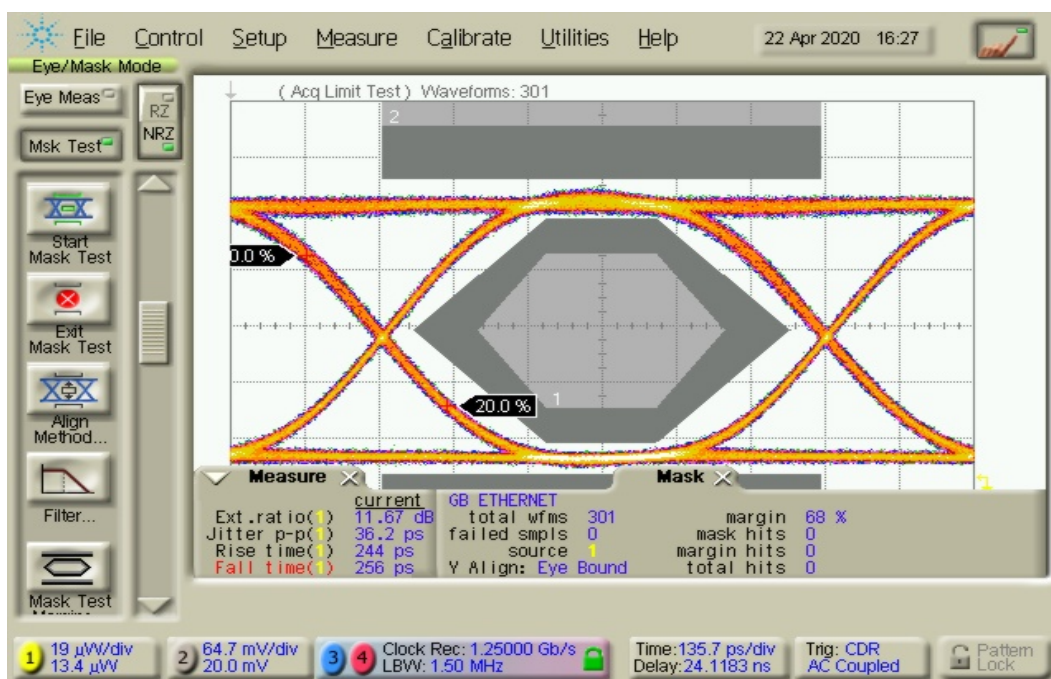 File Control Setup Measure Calibrate Utilities Help 22 Apr 2020 16:27
Eye/Mask Mode
Eye Meas
RZ
NRZ
Msk Test
Start
Mask Test
Exit
Mask Test
Align
Method...
Filter...
Mask Test
( Acq Limit Test ) Waveforms: 301
2
0.0 %
20.0 %
1
Measure
current
Ext.ratio(1) 11.67 dB
Jitter p-p(1) 36.2 ps
Rise time(1) 244 ps
Fall time(1) 256 ps
Mask
GB ETHERNET
total wfms 301 margin 68 %
failed smpls 0 mask hits 0
source 1 margin hits 0
Y Align: Eye Bound total hits 0
1 19 µW/div
13.4 µW
2 64.7 mV/div
20.0 mV
3 4 Clock Rec: 1.25000 Gb/s
LBW: 1.50 MHz
Time:135.7 ps/div
Delay:24.1183 ns
Trig: CDR
AC Coupled
Pattern
Lock